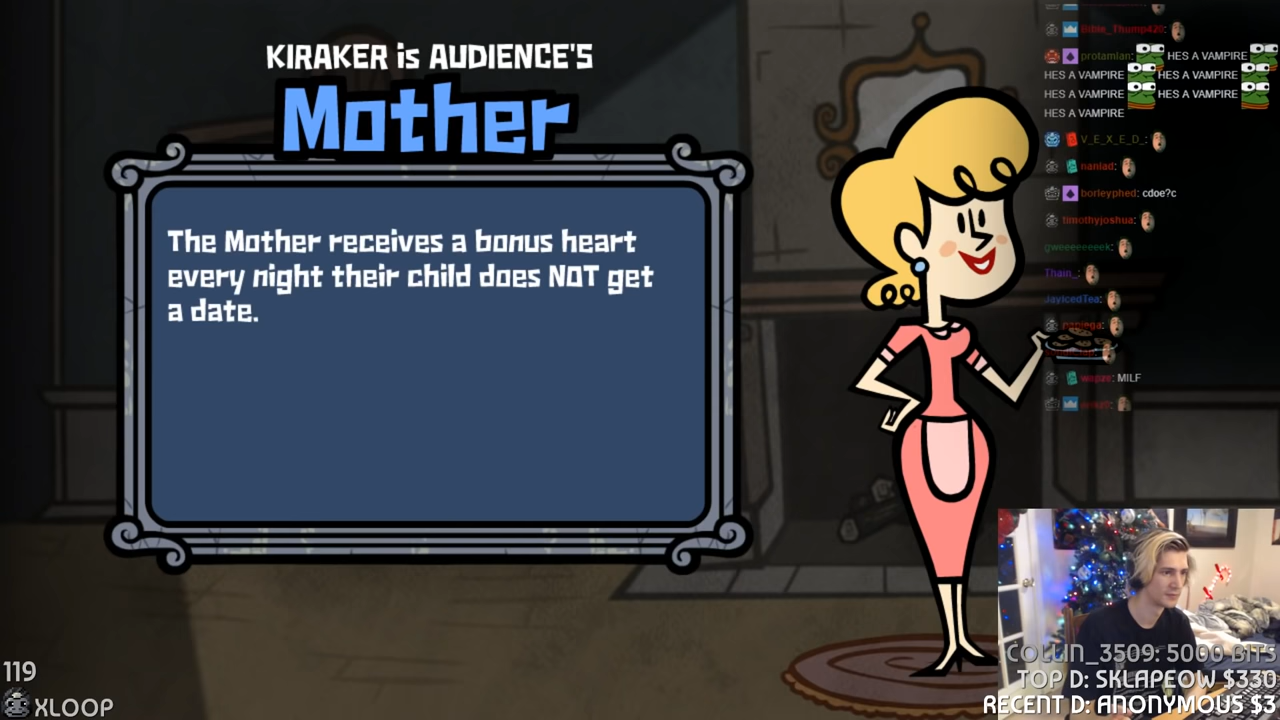 KIRAKER is AUDIENCE'S
Mother
The Mother receives a bonus heart
every night their child does NOT get
a date.
Bible_Thump420:
protamian: HES A VAMPIRE
HES A VAMPIRE HES A VAMPIRE
HES A VAMPIRE HES A VAMPIRE
HES A VAMPIRE
V_E_X_E_D_:
nanlad:
borleyphed: cdoe?c
timothyjoshua:
gweeeeeeeek:
Thain_:
JayIcedTea:
MILF
119
XLOOP
COLLIN_3509: 5000 BITS
TOP D: SKLAPEOW $330
RECENT D: ANONYMOUS $3